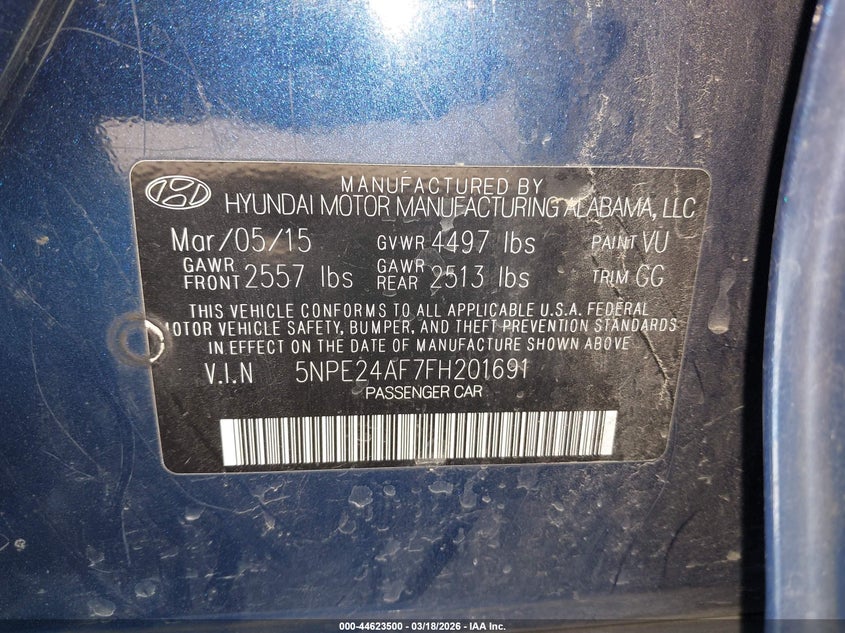 MANUFACTURED BY
HYUNDAI MOTOR MANUFACTURING ALABAMA, LLC
Mar/05/15 GVWR 4497 lbs PAINT VU
GAWR FRONT 2557 lbs GAWR REAR 2513 lbs TRIM GG
THIS VEHICLE CONFORMS TO ALL APPLICABLE U.S.A. FEDERAL
MOTOR VEHICLE SAFETY, BUMPER, AND THEFT PREVENTION STANDARDS
IN EFFECT ON THE DATE OF MANUFACTURE SHOWN ABOVE
V.I.N 5NPE24AF7FH201691
PASSENGER CAR
000-44623500 — 03/18/2026 — IAA Inc.